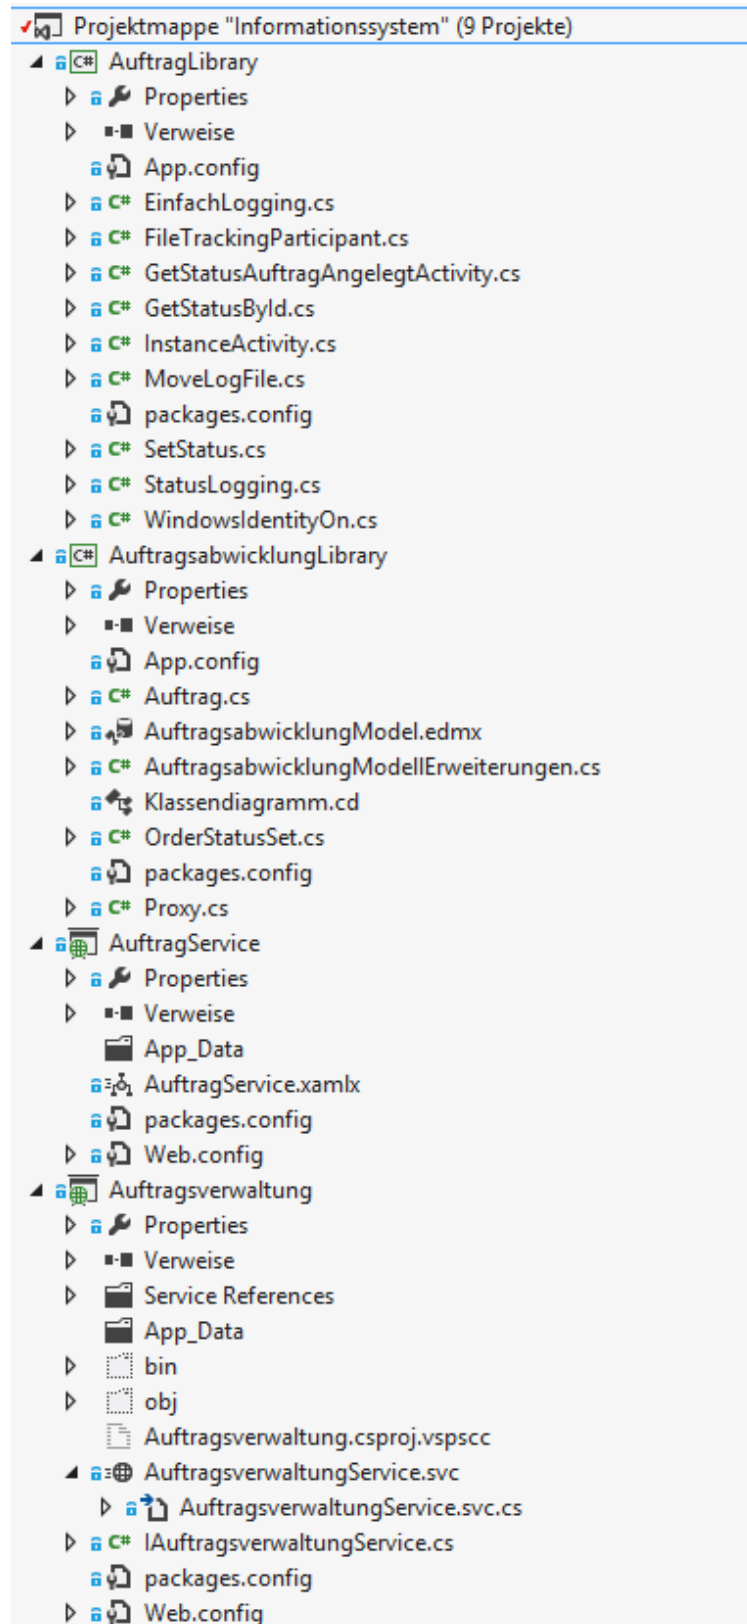 Projektmappe "Informationssystem" (9 Projekte)
C# AuftragLibrary
Properties
Verweise
App.config
C# EinfachLogging.cs
C# FileTrackingParticipant.cs
C# GetStatusAuftragAngelegtActivity.cs
C# GetStatusById.cs
C# InstanceActivity.cs
C# MoveLogFile.cs
packages.config
C# SetStatus.cs
C# StatusLogging.cs
C# WindowsIdentityOn.cs
C# AuftragsabwicklungLibrary
Properties
Verweise
App.config
C# Auftrag.cs
AuftragsabwicklungModel.edmx
C# AuftragsabwicklungModellErweiterungen.cs
Klassendiagramm.cd
C# OrderStatusSet.cs
packages.config
C# Proxy.cs
AuftragService
Properties
Verweise
App_Data
AuftragService.xamlx
packages.config
Web.config
Auftragsverwaltung
Properties
Verweise
Service References
App_Data
bin
obj
Auftragsverwaltung.csproj.vspscc
AuftragsverwaltungService.svc
AuftragsverwaltungService.svc.cs
C# IAuftragsverwaltungService.cs
packages.config
Web.config